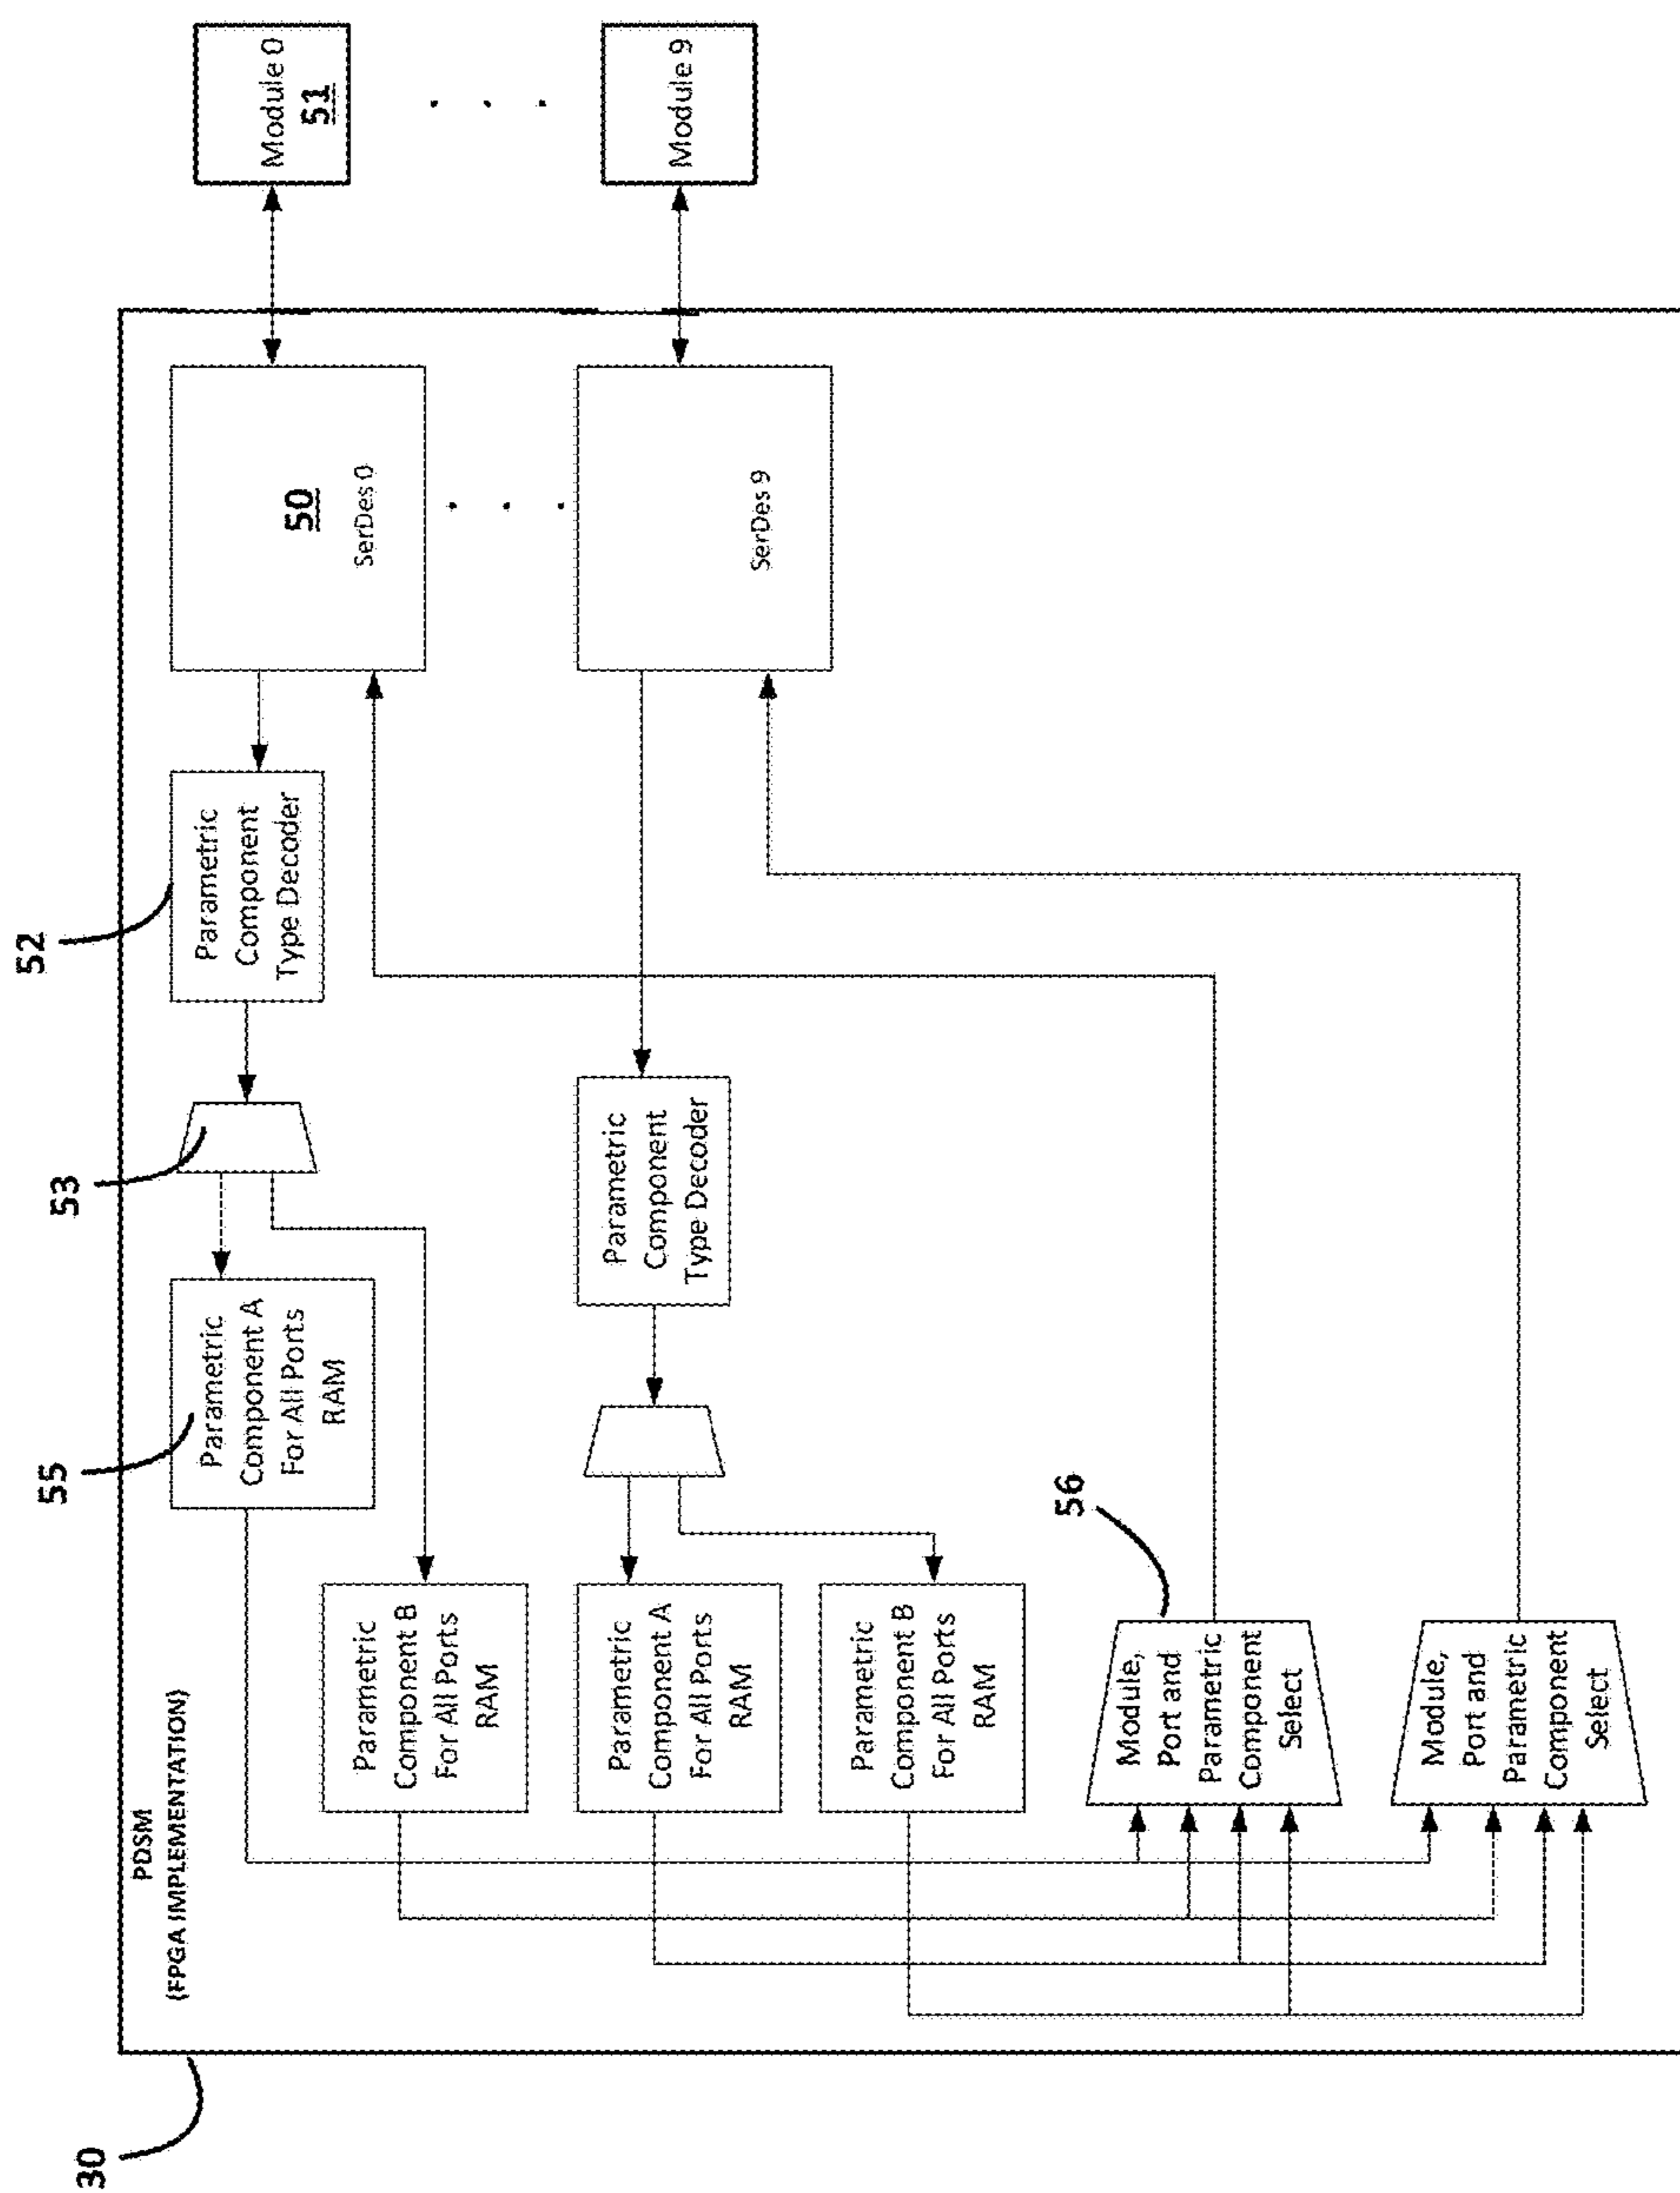 30
PDSM
(FPGA IMPLEMENTATION)
55
Parametric
Component A
For All Ports
RAM
53
52
Parametric
Component
Type Decoder
50
SerDes 0
Module 0
51
Parametric
Component B
For All Ports
RAM
Parametric
Component A
For All Ports
RAM
Parametric
Component B
For All Ports
RAM
Parametric
Component
Type Decoder
SerDes 9
Module 9
56
Module,
Port and
Parametric
Component
Select
Module,
Port and
Parametric
Component
Select